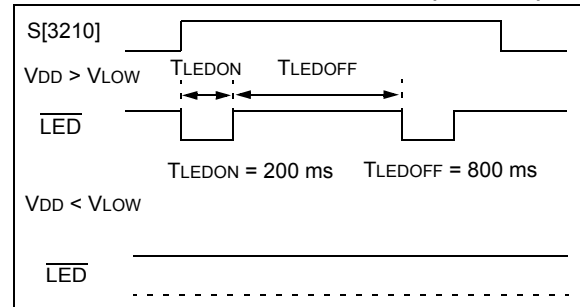 S[3210]
VDD > VLOW
TLEDON TLEDOFF
LED
TLEDON = 200 ms TLEDOFF = 800 ms
VDD < VLOW
LED